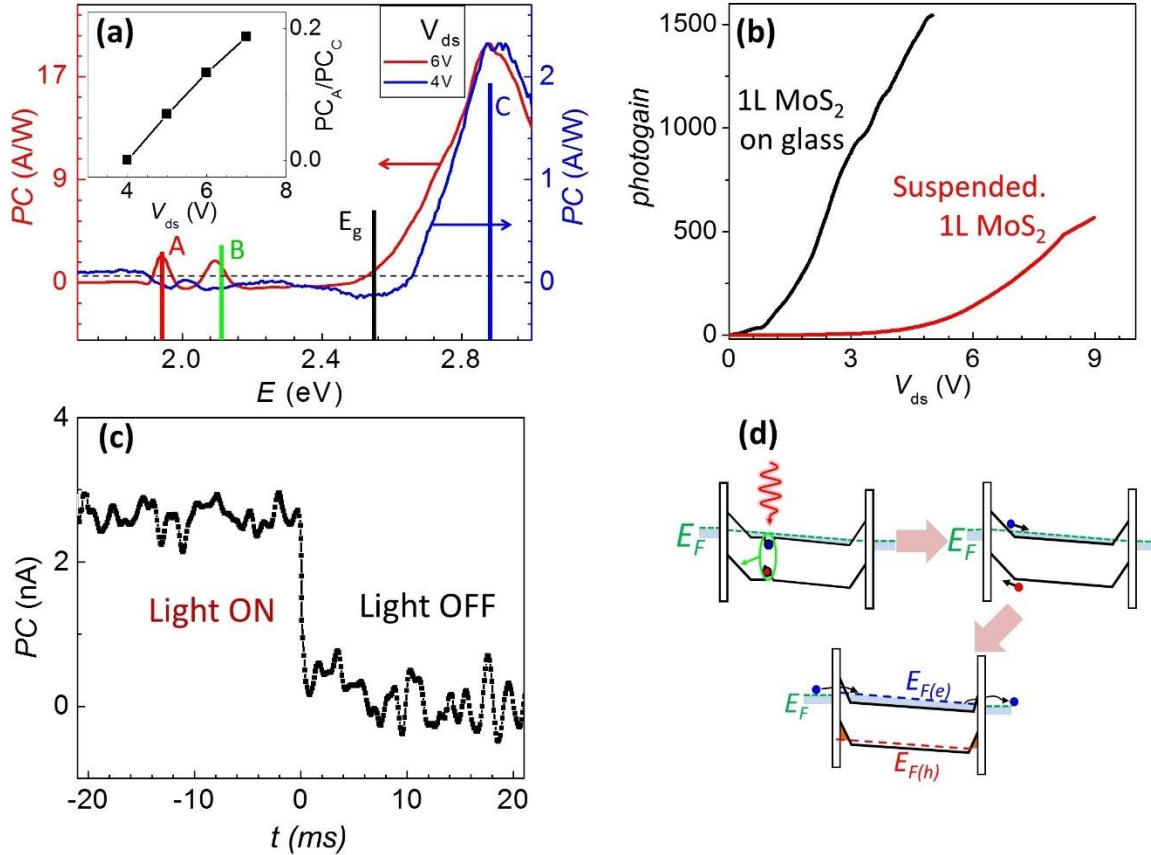 (a)
V_ds
6V
4V
PC (A/W)
17
9
0
PC_A/PC_C
0.2
0.0
4 6 8
V_ds (V)
A
B
E_g
C
PC (A/W)
2
1
0
2.0 2.4 2.8
E (eV)
(b)
photogain
1500
1000
500
0
1L MoS₂
on glass
Suspended.
1L MoS₂
0 3 6 9
V_ds (V)
(c)
PC (nA)
4
2
0
Light ON
Light OFF
-20 -10 0 10 20
t (ms)
(d)
E_F
E_F
E_F
E_F(e)
E_F(h)